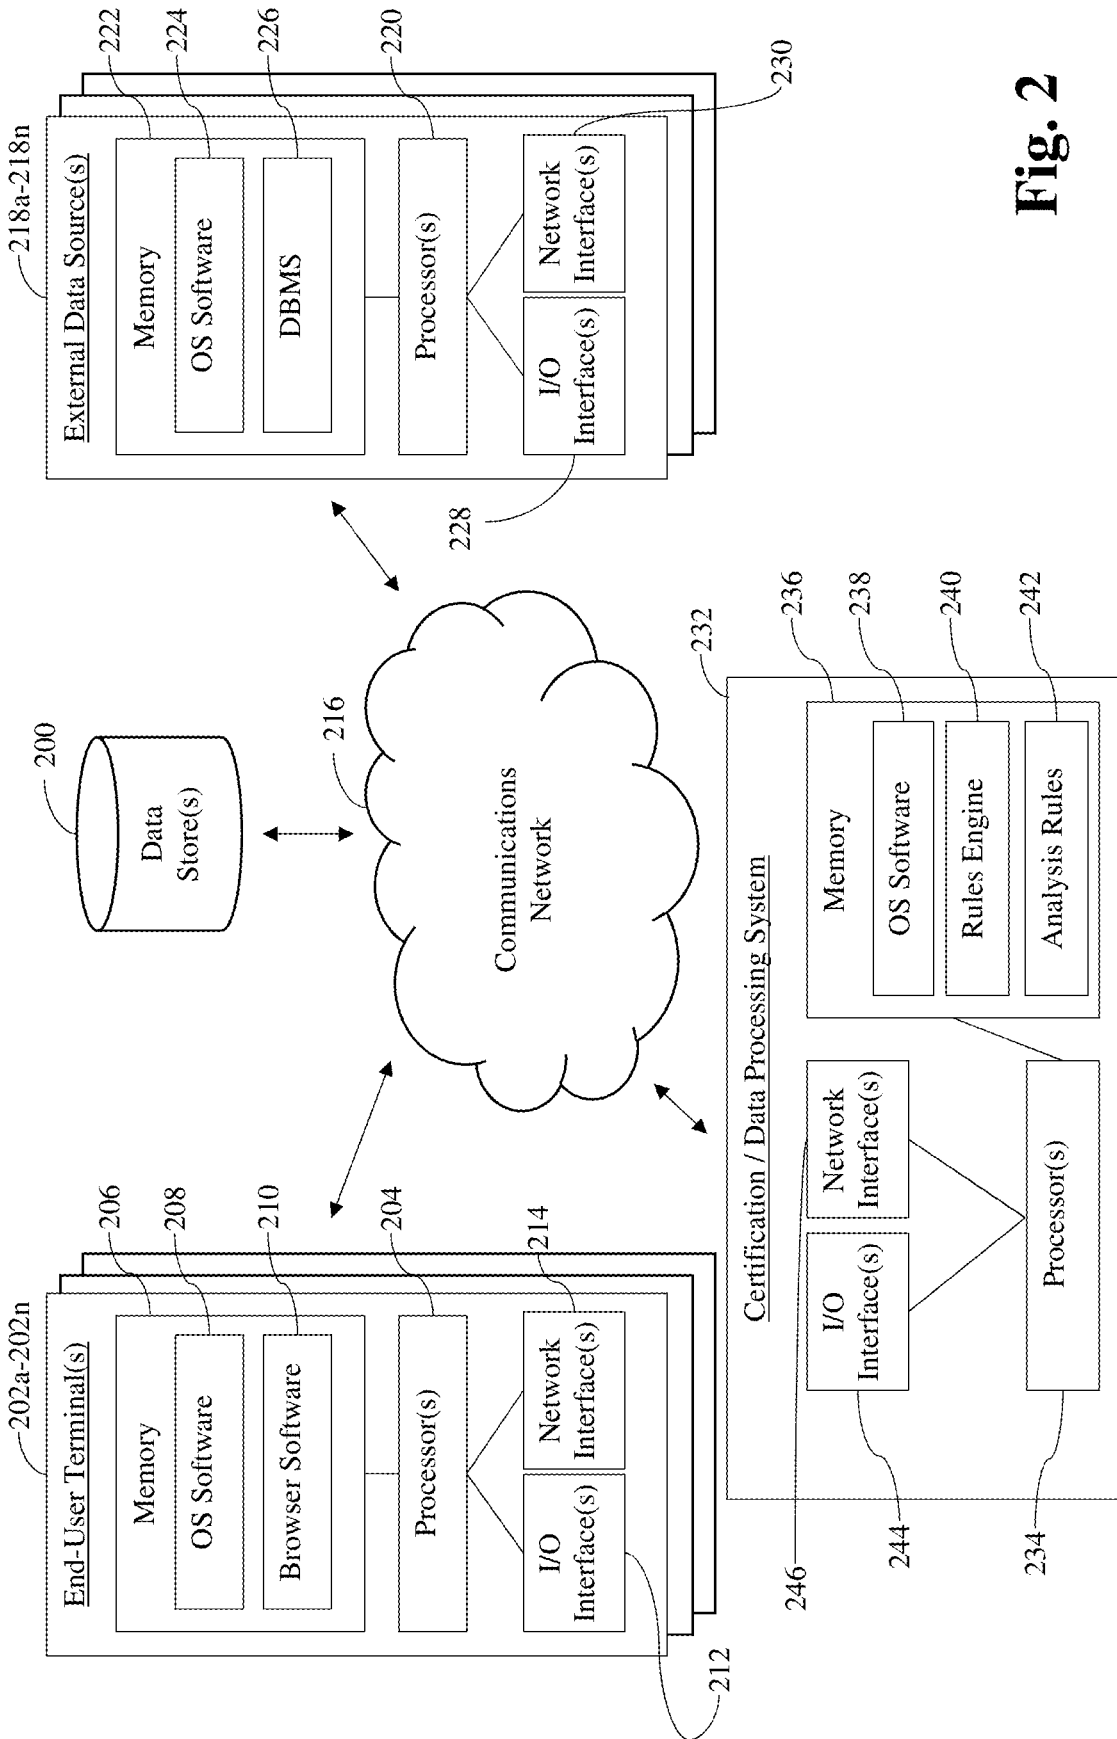 202a-202n
End-User Terminal(s)
Memory
206
OS Software
208
Browser Software
210
Processor(s)
204
I/O
Interface(s)
Network
Interface(s)
214
212
200
Data
Store(s)
216
Communications
Network
218a-218n
External Data Source(s)
Memory
222
OS Software
224
DBMS
226
Processor(s)
220
I/O
Interface(s)
Network
Interface(s)
230
228
232
Certification / Data Processing System
246
I/O
Interface(s)
Network
Interface(s)
244
Processor(s)
234
Memory
236
OS Software
238
Rules Engine
240
Analysis Rules
242
Fig. 2